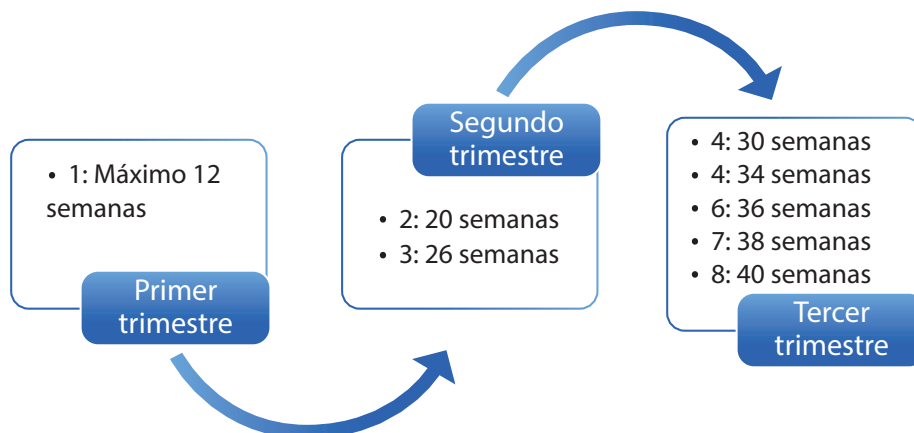 • 1: Máximo 12
semanas
Primer
trimestre
Segundo
trimestre
• 2: 20 semanas
• 3: 26 semanas
• 4: 30 semanas
• 4: 34 semanas
• 6: 36 semanas
• 7: 38 semanas
• 8: 40 semanas
Tercer
trimestre